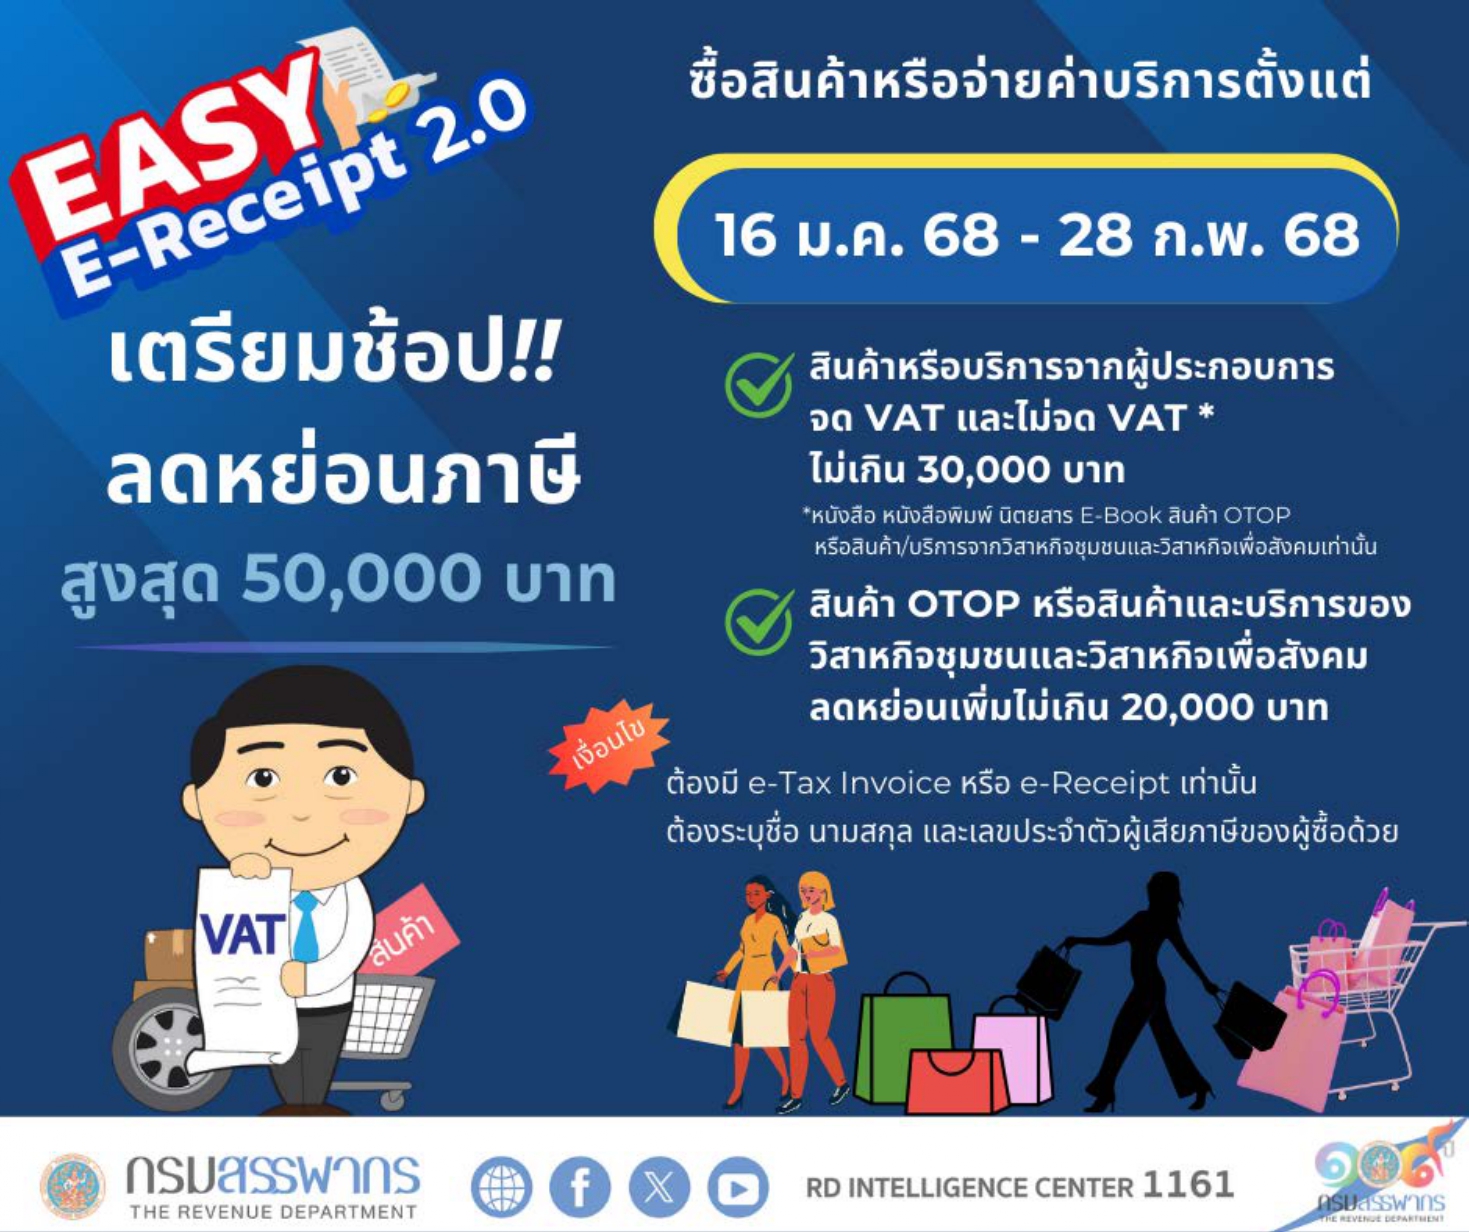 EASY
E-Receipt 2.0
เตรียมช้อป!!
ลดหย่อนภาษี
สูงสุด 50,000 บาท
ซื้อสินค้าหรือจ่ายค่าบริการตั้งแต่
16 ม.ค. 68 - 28 ก.พ. 68
สินค้าหรือบริการจากผู้ประกอบการ
จด VAT และไม่จด VAT *
ไม่เกิน 30,000 บาท
*หนังสือ หนังสือพิมพ์ นิตยสาร E-Book สินค้า OTOP
หรือสินค้า/บริการจากวิสาหกิจชุมชนและวิสาหกิจเพื่อสังคมเท่านั้น
สินค้า OTOP หรือสินค้าและบริการของ
วิสาหกิจชุมชนและวิสาหกิจเพื่อสังคม
ลดหย่อนเพิ่มไม่เกิน 20,000 บาท
เงื่อนไข
ต้องมี e-Tax Invoice หรือ e-Receipt เท่านั้น
ต้องระบุชื่อ นามสกุล และเลขประจำตัวผู้เสียภาษีของผู้ซื้อด้วย
VAT
สินค้า
กรมสรรพากร
THE REVENUE DEPARTMENT
RD INTELLIGENCE CENTER 1161
๑๐๙ ปี
กรมสรรพากร
THE REVENUE DEPARTMENT